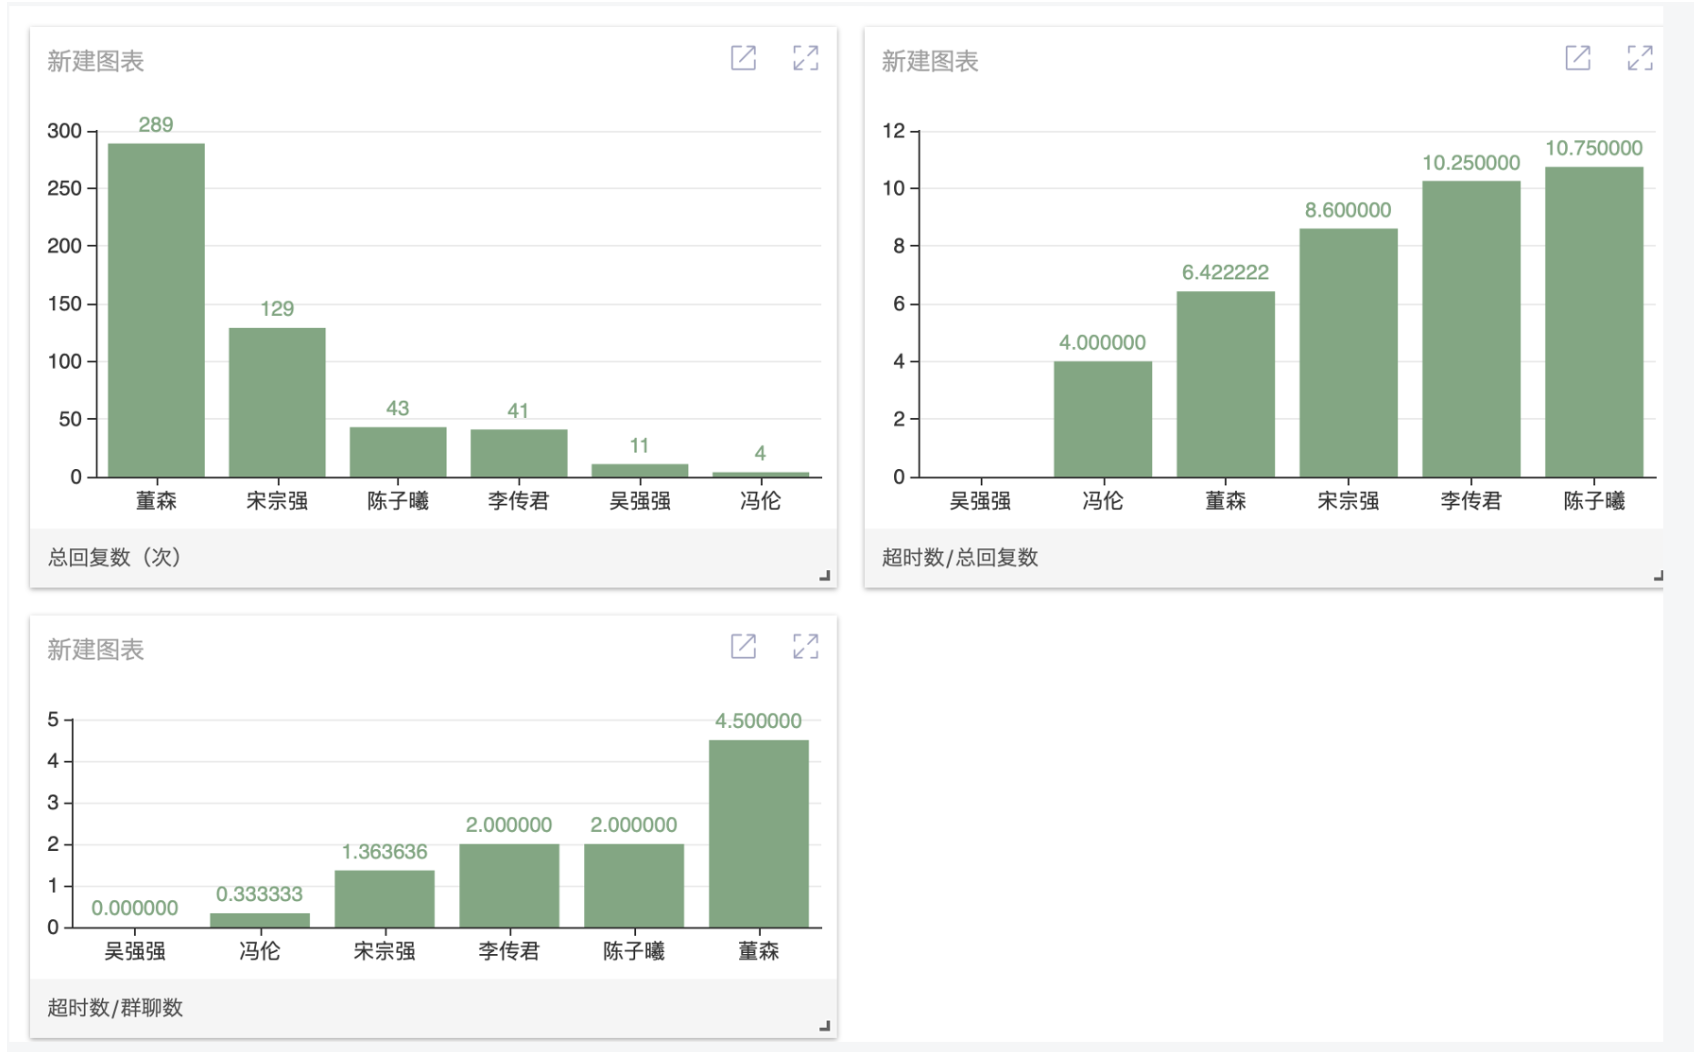 新建图表
300
250
200
150
100
50
0
289
129
43
41
11
4
董森
宋宗强
陈子曦
李传君
吴强强
冯伦
总回复数（次）
新建图表
12
10
8
6
4
2
0
4.000000
6.422222
8.600000
10.250000
10.750000
吴强强
冯伦
董森
宋宗强
李传君
陈子曦
超时数/总回复数
新建图表
5
4
3
2
1
0
0.000000
0.333333
1.363636
2.000000
2.000000
4.500000
吴强强
冯伦
宋宗强
李传君
陈子曦
董森
超时数/群聊数